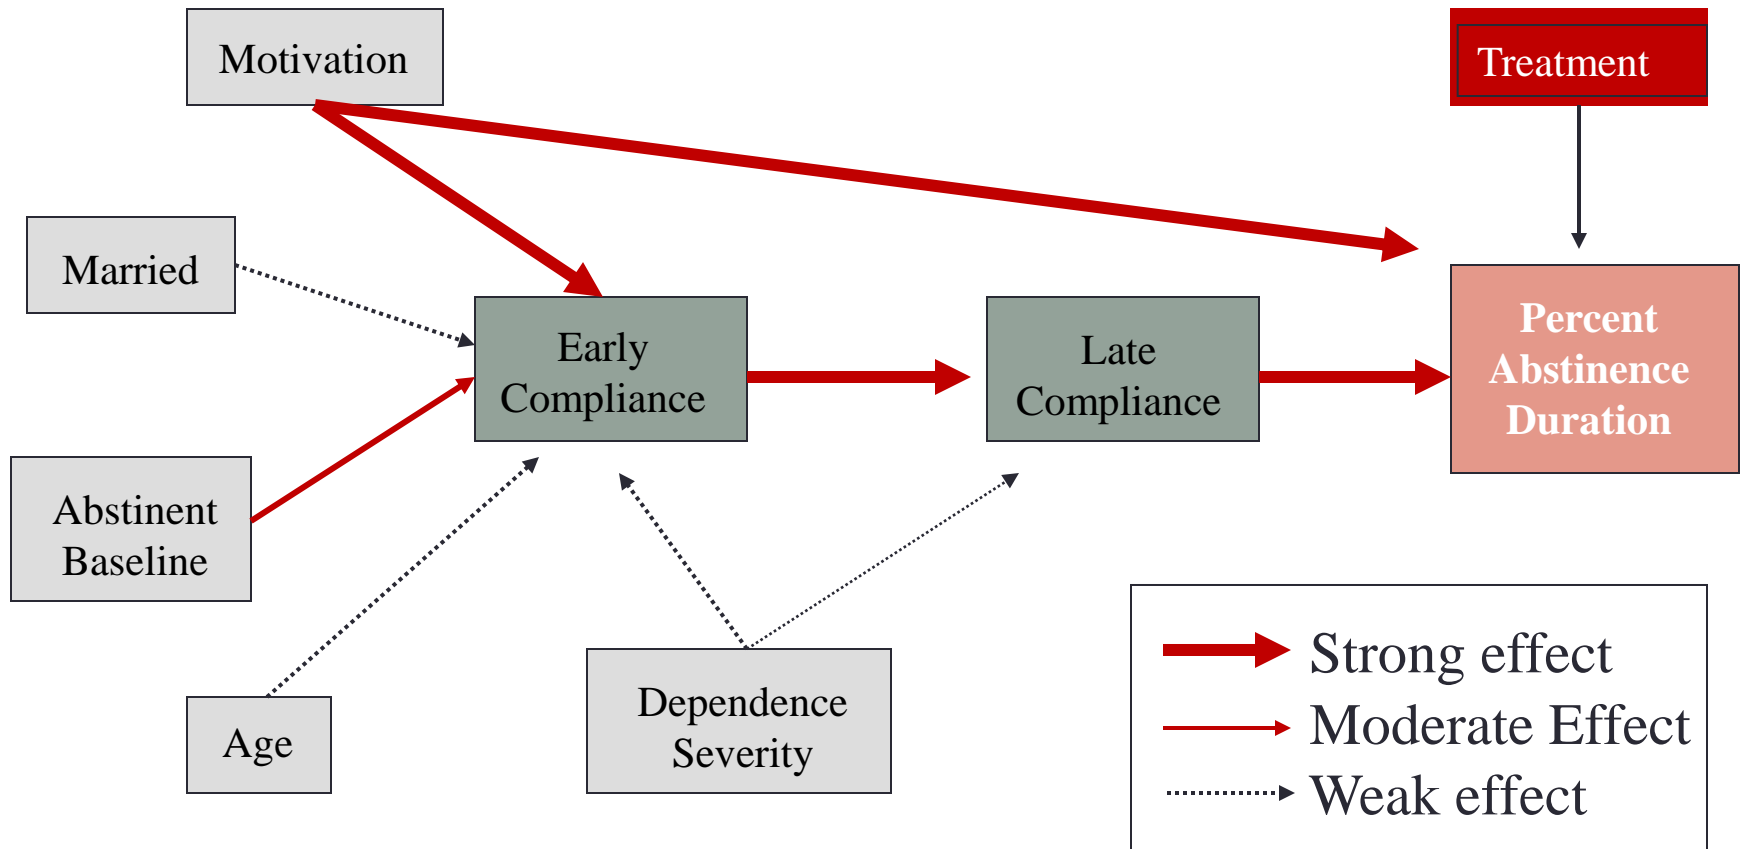 Motivation
Treatment
Married
Early
Compliance
Late
Compliance
Percent
Abstinence
Duration
Abstinent
Baseline
Age
Dependence
Severity
Strong effect
Moderate Effect
Weak effect